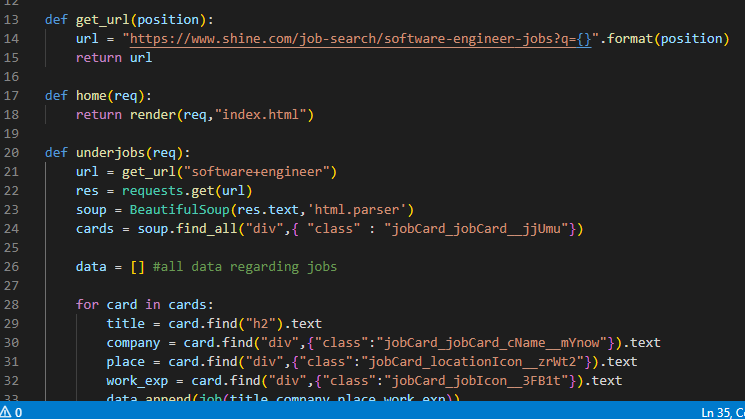 12
13 def get_url(position):
14     url = "https://www.shine.com/job-search/software-engineer-jobs?q={}".format(position)
15     return url
16
17 def home(req):
18     return render(req,"index.html")
19
20 def underjobs(req):
21     url = get_url("software+engineer")
22     res = requests.get(url)
23     soup = BeautifulSoup(res.text,'html.parser')
24     cards = soup.find_all("div",{ "class" : "jobCard_jobCard__jjUmu"})
25
26     data = [] #all data regarding jobs
27
28     for card in cards:
29         title = card.find("h2").text
30         company = card.find("div",{"class":"jobCard_jobCard_cName__mYnow"}).text
31         place = card.find("div",{"class":"jobCard_locationIcon__zrWt2"}).text
32         work_exp = card.find("div",{"class":"jobCard_jobIcon__3FB1t"}).text
33         data.append(job(title,company,place,work_exp))
0
Ln 35, C